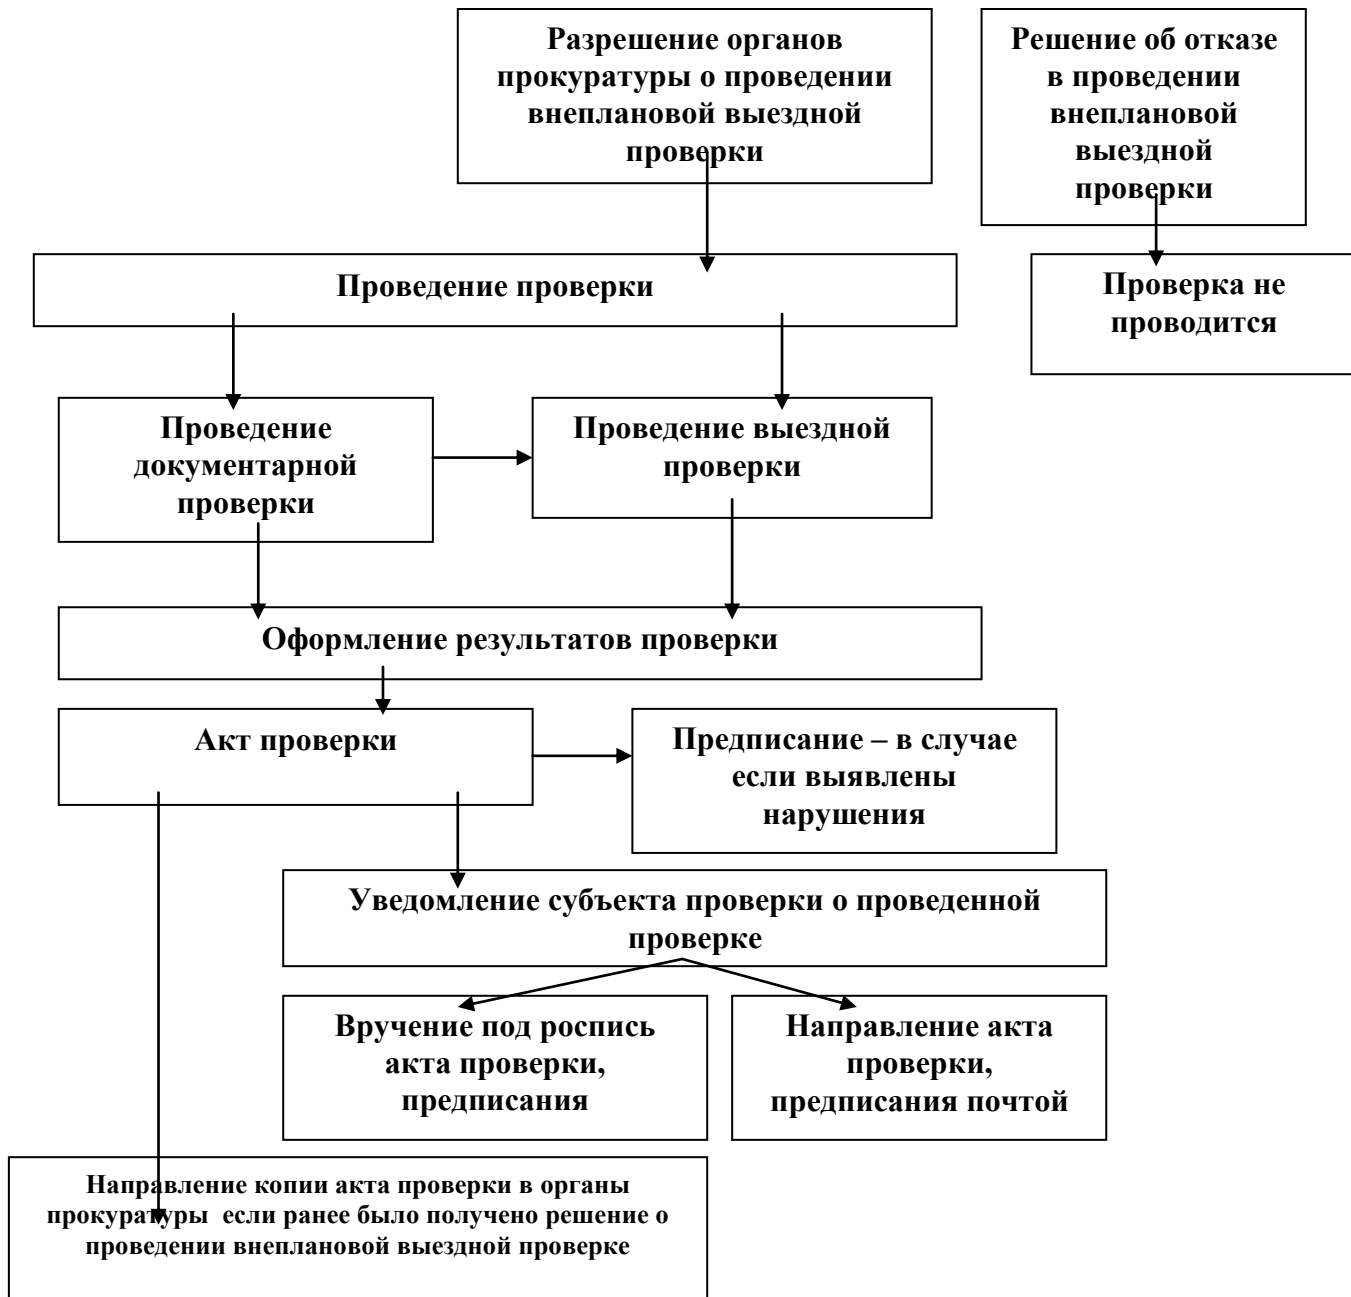 Разрешение органов
прокуратуры о проведении
внеплановой выездной
проверки
Решение об отказе
в проведении
внеплановой
выездной
проверки
Проведение проверки
Проверка не
проводится
Проведение
документарной
проверки
Проведение выездной
проверки
Оформление результатов проверки
Акт проверки
Предписание – в случае
если выявлены
нарушения
Уведомление субъекта проверки о проведенной
проверке
Вручение под роспись
акта проверки,
предписания
Направление акта
проверки,
предписания почтой
Направление копии акта проверки в органы
прокуратуры  если ранее было получено решение о
проведении внеплановой выездной проверке